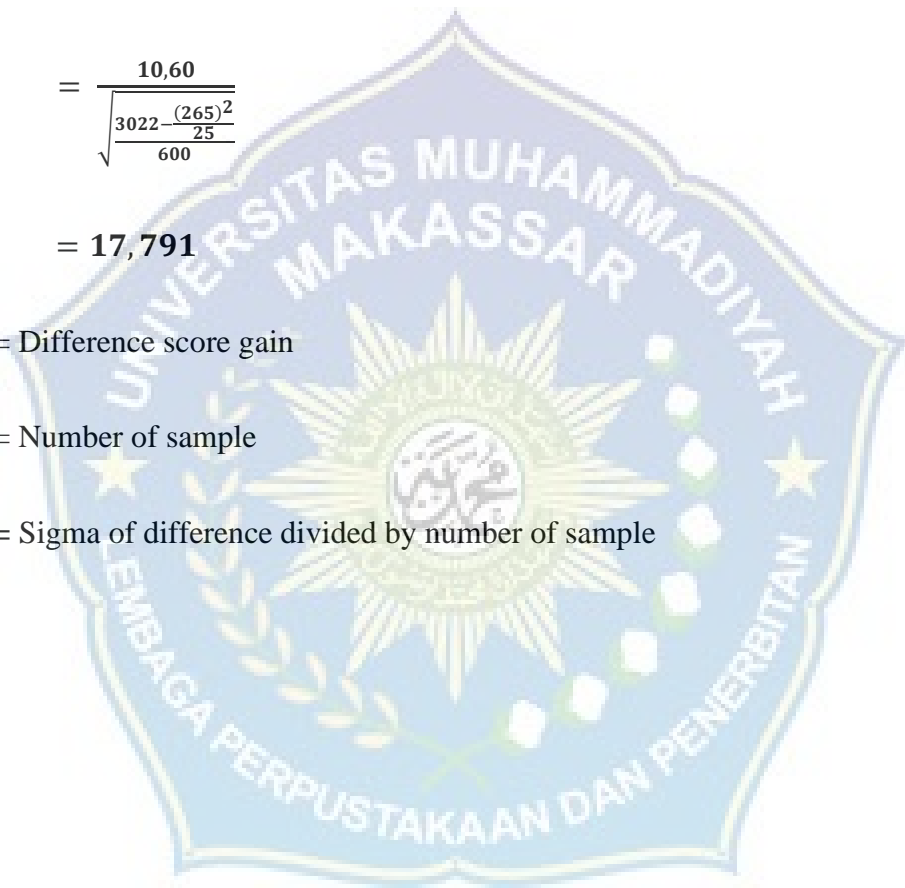 = 10,60 / √((3022−(265)²/25)/600)
= 17,791
= Difference score gain
= Number of sample
= Sigma of difference divided by number of sample
UNIVERSITAS MUHAMMADIYAH
MAKASSAR
LEMBAGA PERPUSTAKAAN DAN PENERBITAN